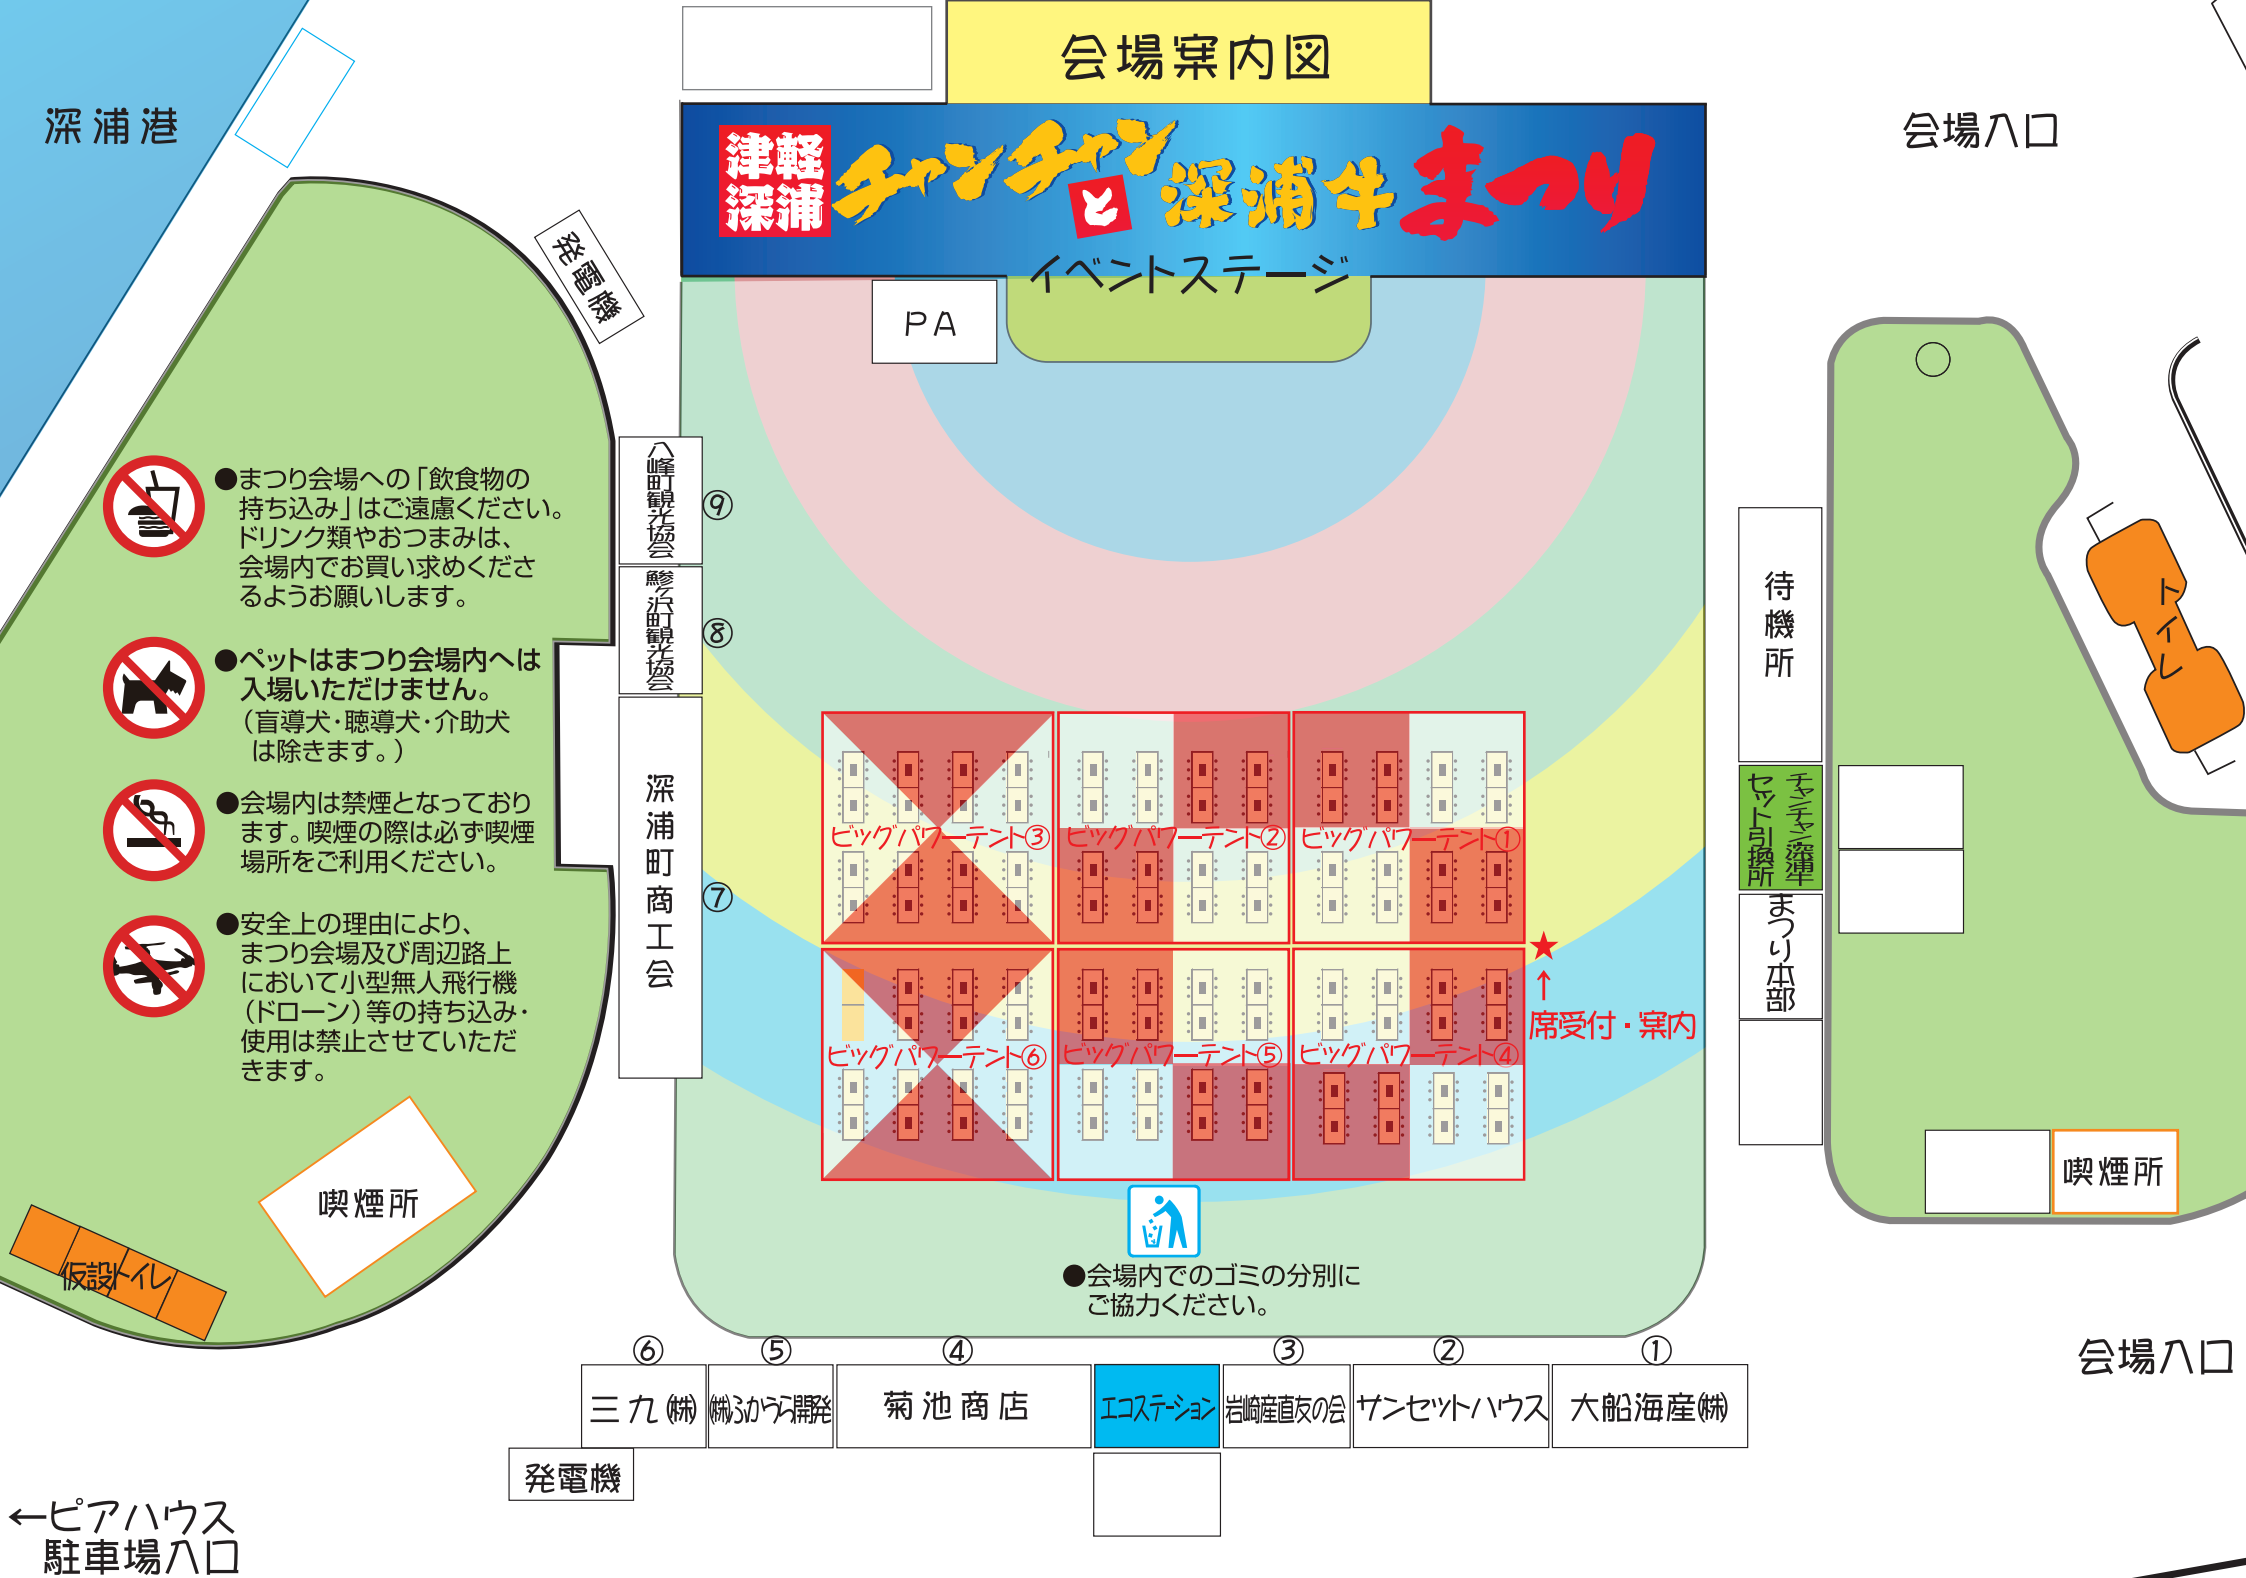 会場案内図
深浦港
会場入口
津軽深浦
チャンチャンと深浦牛まつり
イベントステージ
PA
発電機
●まつり会場への「飲食物の
持ち込み」はご遠慮ください。
ドリンク類やおつまみは、
会場内でお買い求めくださ
るようお願いします。
●ペットはまつり会場内へは
入場いただけません。
（盲導犬・聴導犬・介助犬
は除きます。）
●会場内は禁煙となっており
ます。喫煙の際は必ず喫煙
場所をご利用ください。
●安全上の理由により、
まつり会場及び周辺路上
において小型無人飛行機
（ドローン）等の持ち込み・
使用は禁止させていただ
きます。
喫煙所
仮設トイレ
八峰町観光協会
⑨
鰺ヶ沢町観光協会
⑧
深浦町商工会
⑦
ビッグパワーテント③
ビッグパワーテント②
ビッグパワーテント①
ビッグパワーテント⑥
ビッグパワーテント⑤
ビッグパワーテント④
★
↑
席受付・案内
待機所
チャンチャン・深浦牛
セット引換所
まつり本部
トイレ
喫煙所
●会場内でのゴミの分別に
ご協力ください。
⑥
⑤
④
③
②
①
三九㈱
㈱ふかうら開発
菊池商店
エコステーション
岩崎産直友の会
サンセットハウス
大船海産㈱
発電機
会場入口
←ピアハウス
駐車場入口